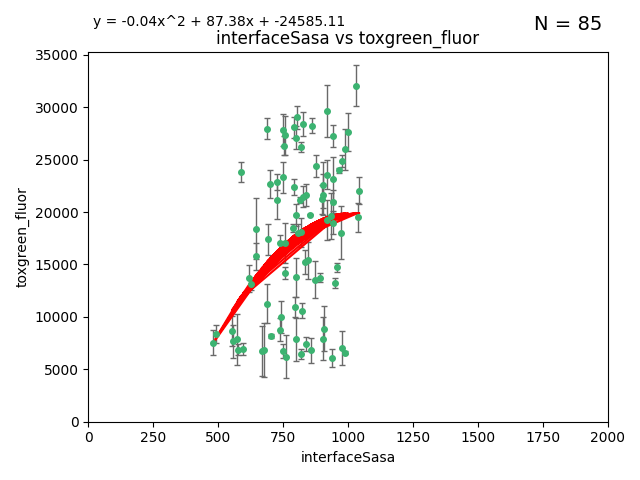 y = -0.04x^2 + 87.38x + -24585.11
N = 85
interfaceSasa vs toxgreen_fluor
35000
30000
25000
20000
15000
10000
5000
0
toxgreen_fluor
0 250 500 750 1000 1250 1500 1750 2000
interfaceSasa